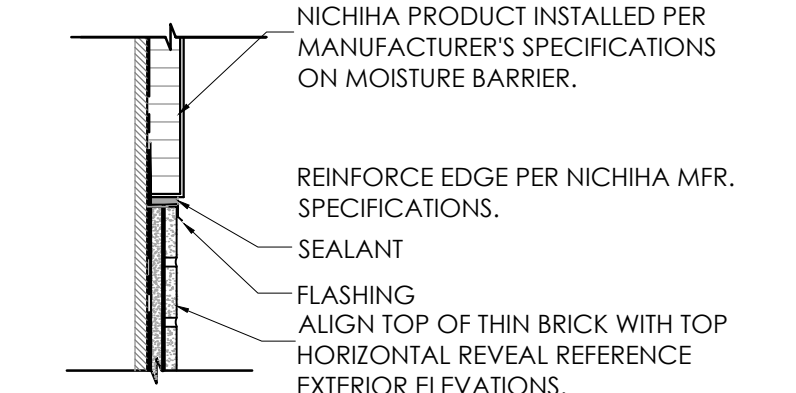 NICHIHA PRODUCT INSTALLED PER
MANUFACTURER'S SPECIFICATIONS
ON MOISTURE BARRIER.
REINFORCE EDGE PER NICHIHA MFR.
SPECIFICATIONS.
SEALANT
FLASHING
ALIGN TOP OF THIN BRICK WITH TOP
HORIZONTAL REVEAL REFERENCE
EXTERIOR ELEVATIONS.